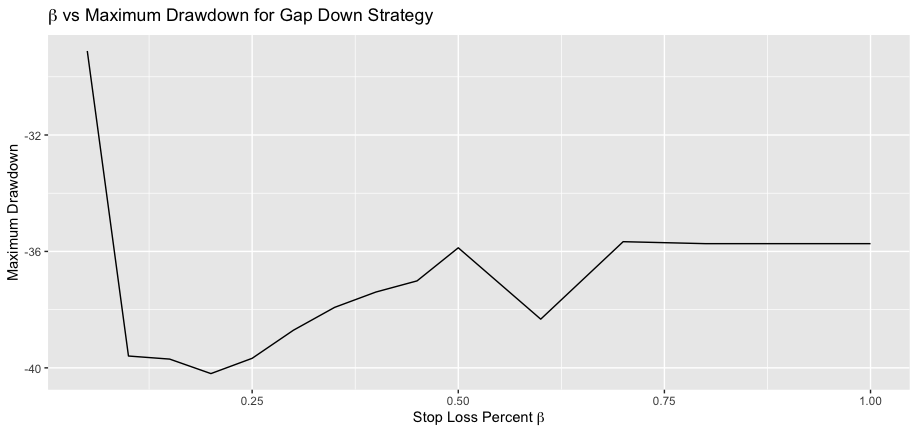 β vs Maximum Drawdown for Gap Down Strategy
Maximum Drawdown
-32
-36
-40
0.25 0.50 0.75 1.00
Stop Loss Percent β